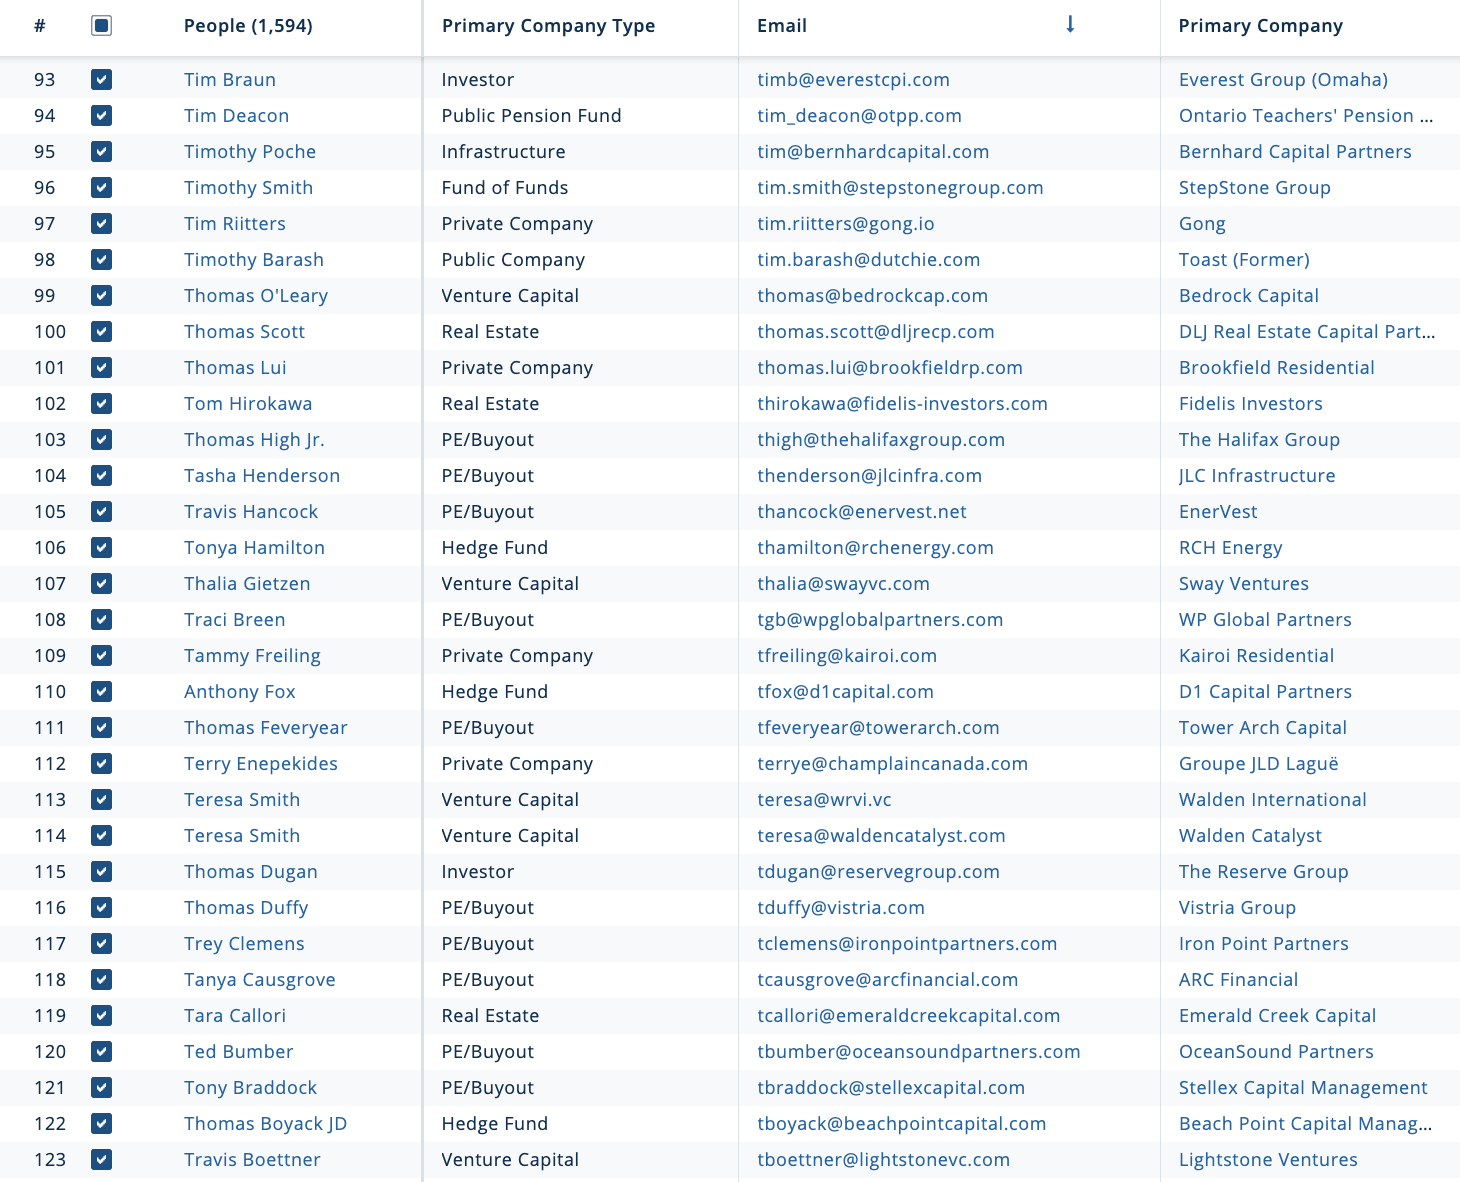 # People (1,594) Primary Company Type Email ↓ Primary Company
93 Tim Braun Investor timb@everestcpi.com Everest Group (Omaha)
94 Tim Deacon Public Pension Fund tim_deacon@otpp.com Ontario Teachers' Pension ...
95 Timothy Poche Infrastructure tim@bernhardcapital.com Bernhard Capital Partners
96 Timothy Smith Fund of Funds tim.smith@stepstonegroup.com StepStone Group
97 Tim Riitters Private Company tim.riitters@gong.io Gong
98 Timothy Barash Public Company tim.barash@dutchie.com Toast (Former)
99 Thomas O'Leary Venture Capital thomas@bedrockcap.com Bedrock Capital
100 Thomas Scott Real Estate thomas.scott@dljrecp.com DLJ Real Estate Capital Part...
101 Thomas Lui Private Company thomas.lui@brookfieldrp.com Brookfield Residential
102 Tom Hirokawa Real Estate thirokawa@fidelis-investors.com Fidelis Investors
103 Thomas High Jr. PE/Buyout thigh@thehalifaxgroup.com The Halifax Group
104 Tasha Henderson PE/Buyout thenderson@jlcinfra.com JLC Infrastructure
105 Travis Hancock PE/Buyout thancock@enervest.net EnerVest
106 Tonya Hamilton Hedge Fund thamilton@rchenergy.com RCH Energy
107 Thalia Gietzen Venture Capital thalia@swayvc.com Sway Ventures
108 Traci Breen PE/Buyout tgb@wpglobalpartners.com WP Global Partners
109 Tammy Freiling Private Company tfreiling@kairoi.com Kairoi Residential
110 Anthony Fox Hedge Fund tfox@d1capital.com D1 Capital Partners
111 Thomas Feveryear PE/Buyout tfeveryear@towerarch.com Tower Arch Capital
112 Terry Enepekides Private Company terrye@champlaincanada.com Groupe JLD Laguë
113 Teresa Smith Venture Capital teresa@wrvi.vc Walden International
114 Teresa Smith Venture Capital teresa@waldencatalyst.com Walden Catalyst
115 Thomas Dugan Investor tdugan@reservegroup.com The Reserve Group
116 Thomas Duffy PE/Buyout tduffy@vistria.com Vistria Group
117 Trey Clemens PE/Buyout tclemens@ironpointpartners.com Iron Point Partners
118 Tanya Causgrove PE/Buyout tcausgrove@arcfinancial.com ARC Financial
119 Tara Callori Real Estate tcallori@emeraldcreekcapital.com Emerald Creek Capital
120 Ted Bumber PE/Buyout tbumber@oceansoundpartners.com OceanSound Partners
121 Tony Braddock PE/Buyout tbraddock@stellexcapital.com Stellex Capital Management
122 Thomas Boyack JD Hedge Fund tboyack@beachpointcapital.com Beach Point Capital Manag...
123 Travis Boettner Venture Capital tboettner@lightstonevc.com Lightstone Ventures